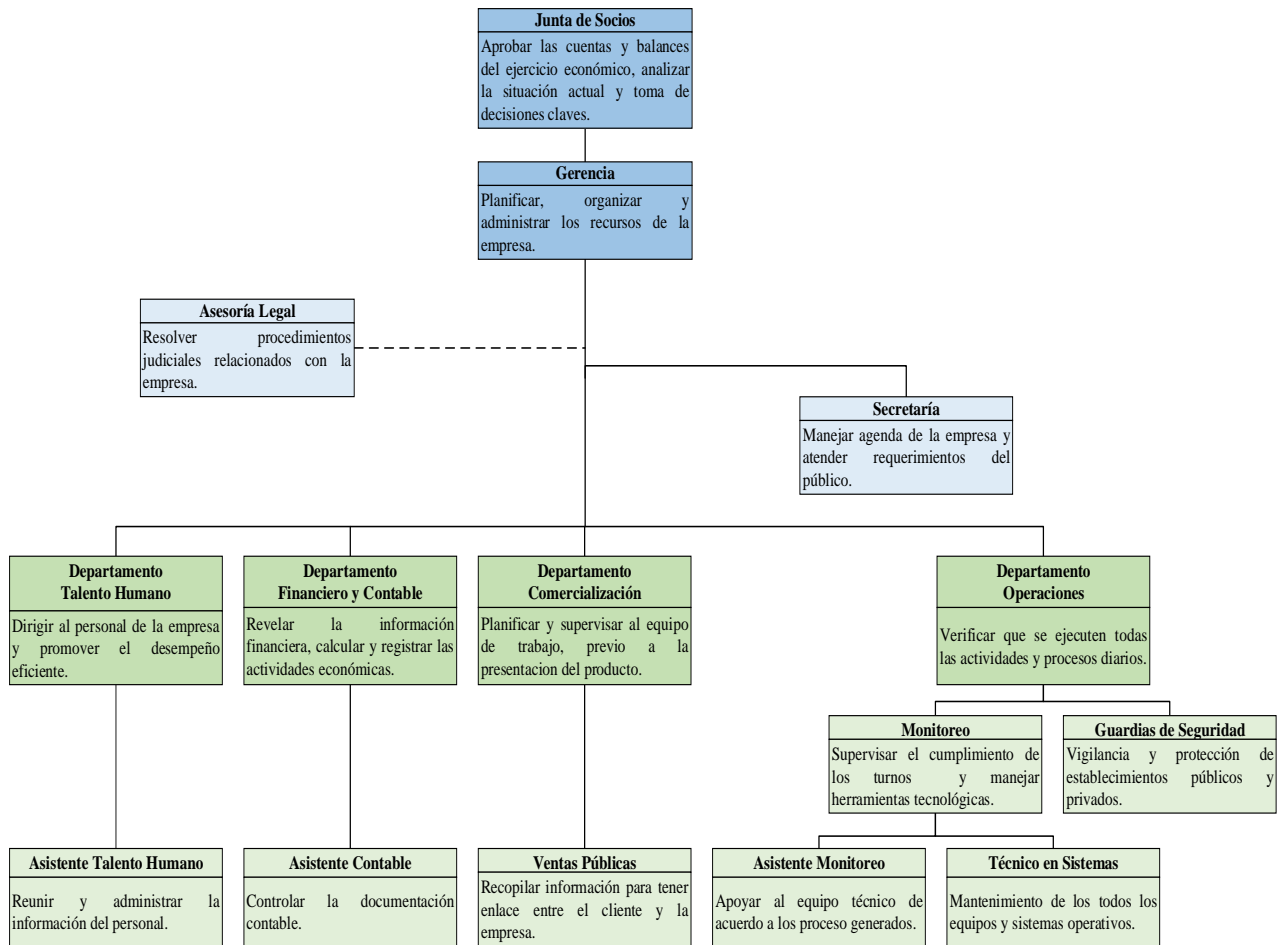 Junta de Socios
Aprobar las cuentas y balances
del ejercicio económico, analizar
la situación actual y toma de
decisiones claves.
Gerencia
Planificar, organizar y
administrar los recursos de la
empresa.
Asesoría Legal
Resolver procedimientos
judiciales relacionados con la
empresa.
Secretaría
Manejar agenda de la empresa y
atender requerimientos del
público.
Departamento
Talento Humano
Dirigir al personal de la empresa
y promover el desempeño
eficiente.
Departamento
Financiero y Contable
Revelar la información
financiera, calcular y registrar las
actividades económicas.
Departamento
Comercialización
Planificar y supervisar al equipo
de trabajo, previo a la
presentacion del producto.
Departamento
Operaciones
Verificar que se ejecuten todas
las actividades y procesos diarios.
Monitoreo
Supervisar el cumplimiento de
los turnos y manejar
herramientas tecnológicas.
Guardias de Seguridad
Vigilancia y protección de
establecimientos públicos y
privados.
Asistente Talento Humano
Reunir y administrar la
información del personal.
Asistente Contable
Controlar la documentación
contable.
Ventas Públicas
Recopilar información para tener
enlace entre el cliente y la
empresa.
Asistente Monitoreo
Apoyar al equipo técnico de
acuerdo a los proceso generados.
Técnico en Sistemas
Mantenimiento de los todos los
equipos y sistemas operativos.